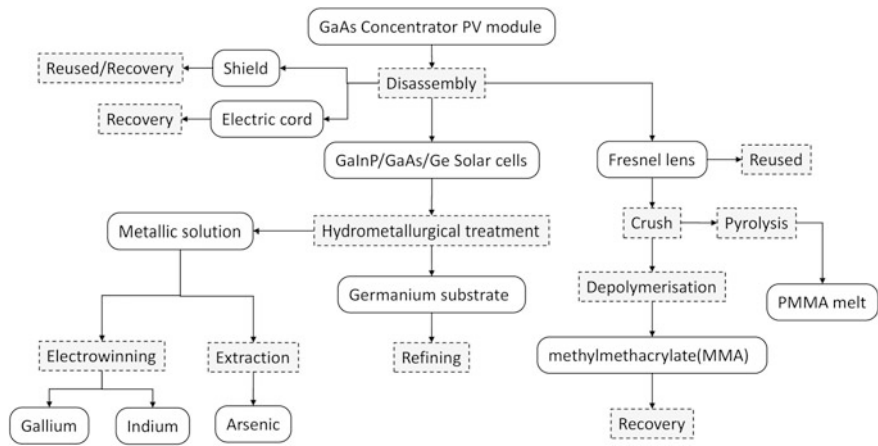 GaAs Concentrator PV module
Reused/Recovery
Shield
Disassembly
Recovery
Electric cord
GaInP/GaAs/Ge Solar cells
Fresnel lens
Reused
Metallic solution
Hydrometallurgical treatment
Crush
Pyrolysis
Germanium substrate
Depolymerisation
PMMA melt
Electrowinning
Extraction
Refining
methylmethacrylate(MMA)
Gallium
Indium
Arsenic
Recovery